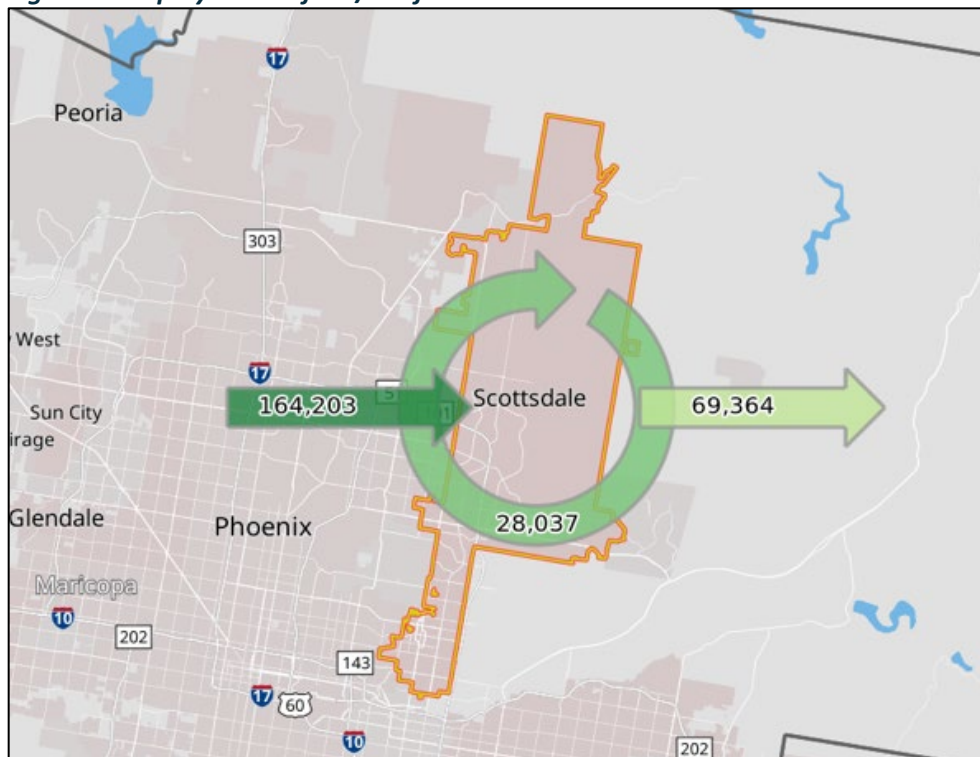 17
Peoria
303
West
17
5
164,203
101
Scottsdale
69,364
Sun City
irage
Glendale
Phoenix
28,037
Maricopa
10
202
143
17
60
10
202